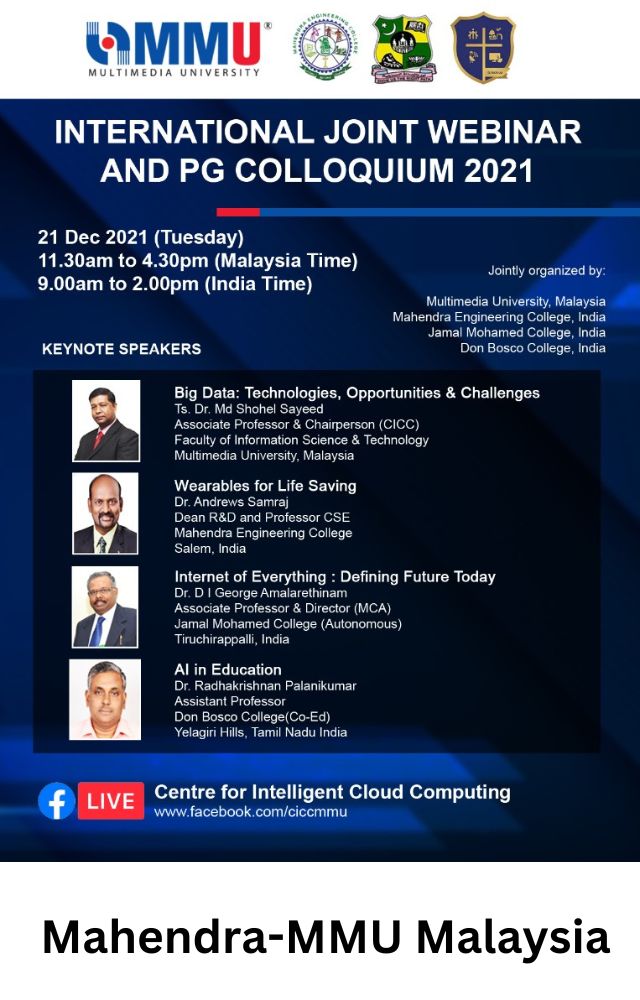 MMU
MULTIMEDIA UNIVERSITY
INTERNATIONAL JOINT WEBINAR
AND PG COLLOQUIUM 2021
21 Dec 2021 (Tuesday)
11.30am to 4.30pm (Malaysia Time)
9.00am to 2.00pm (India Time)
Jointly organized by:
Multimedia University, Malaysia
Mahendra Engineering College, India
Jamal Mohamed College, India
Don Bosco College, India
KEYNOTE SPEAKERS
Big Data: Technologies, Opportunities & Challenges
Ts. Dr. Md Shohel Sayeed
Associate Professor & Chairperson (CICC)
Faculty of Information Science & Technology
Multimedia University, Malaysia
Wearables for Life Saving
Dr. Andrews Samraj
Dean R&D and Professor CSE
Mahendra Engineering College
Salem, India
Internet of Everything : Defining Future Today
Dr. D I George Amalarethinam
Associate Professor & Director (MCA)
Jamal Mohamed College (Autonomous)
Tiruchirappalli, India
AI in Education
Dr. Radhakrishnan Palanikumar
Assistant Professor
Don Bosco College(Co-Ed)
Yelagiri Hills, Tamil Nadu India
LIVE
Centre for Intelligent Cloud Computing
www.facebook.com/ciccmmu
Mahendra-MMU Malaysia